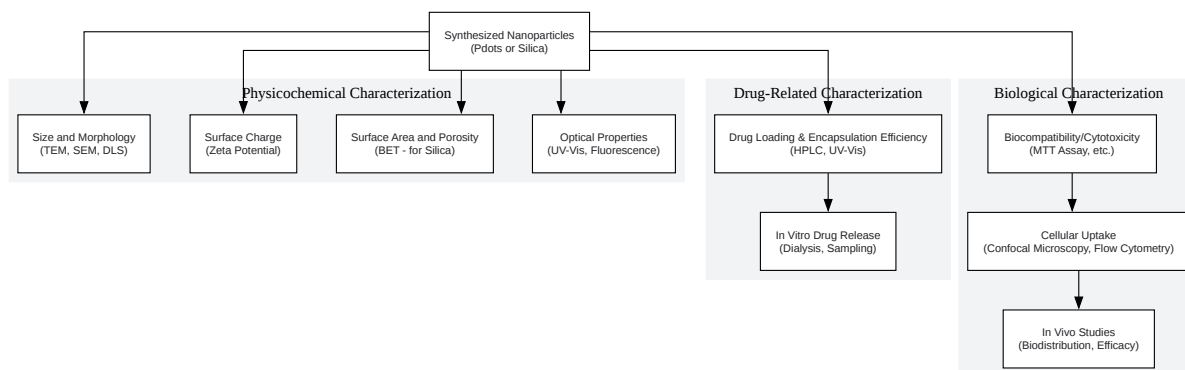 Synthesized Nanoparticles
(Pdots or Silica)
Physicochemical Characterization
Size and Morphology
(TEM, SEM, DLS)
Surface Charge
(Zeta Potential)
Surface Area and Porosity
(BET - for Silica)
Optical Properties
(UV-Vis, Fluorescence)
Drug-Related Characterization
Drug Loading & Encapsulation Efficiency
(HPLC, UV-Vis)
In Vitro Drug Release
(Dialysis, Sampling)
Biological Characterization
Biocompatibility/Cytotoxicity
(MTT Assay, etc.)
Cellular Uptake
(Confocal Microscopy, Flow Cytometry)
In Vivo Studies
(Biodistribution, Efficacy)